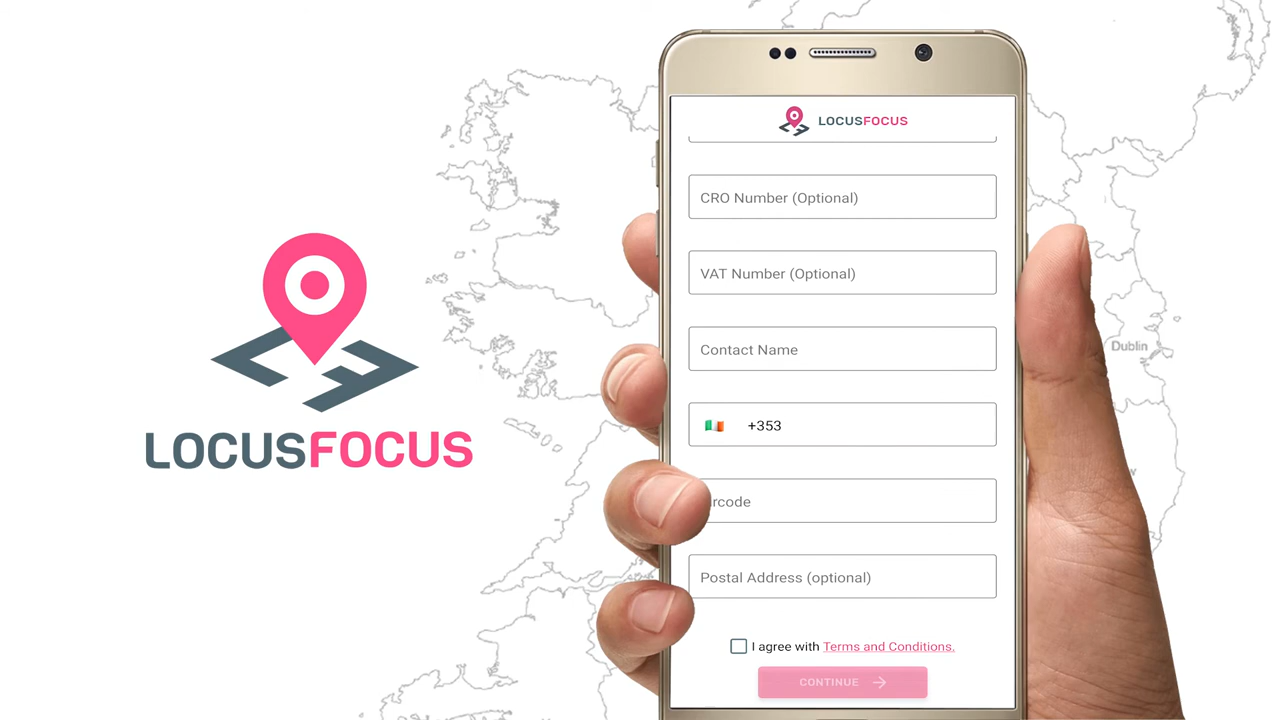 LOCUSFOCUS
LOCUSFOCUS
CRO Number (Optional)
VAT Number (Optional)
Contact Name
+353
rcode
Postal Address (optional)
I agree with Terms and Conditions.
CONTINUE
Dublin